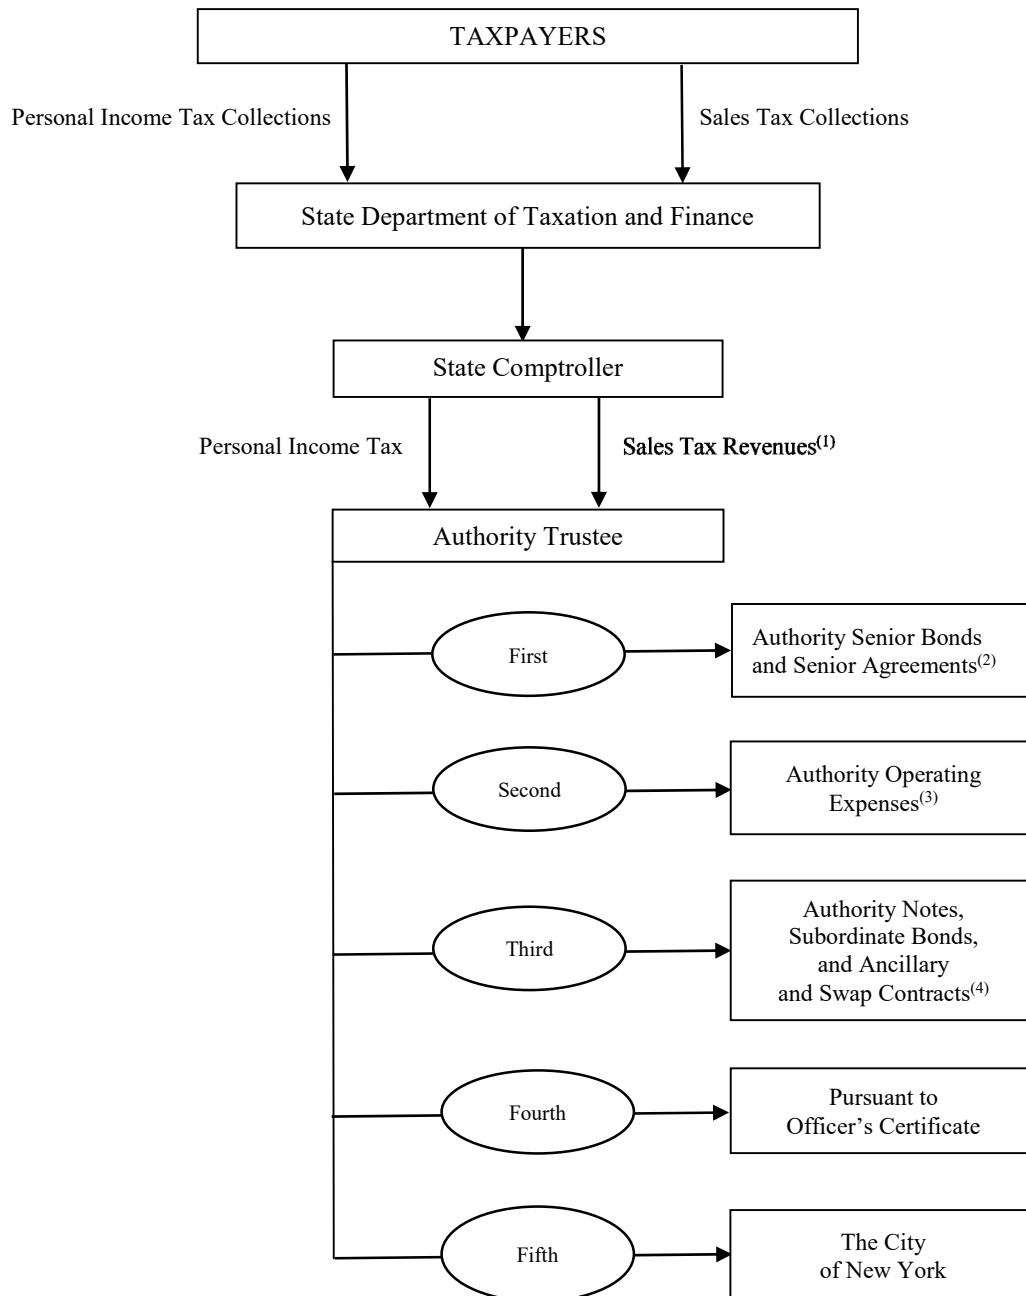 TAXPAYERS
Personal Income Tax Collections
Sales Tax Collections
State Department of Taxation and Finance
State Comptroller
Personal Income Tax
Sales Tax Revenues(1)
Authority Trustee
First
Authority Senior Bonds
and Senior Agreements(2)
Second
Authority Operating
Expenses(3)
Third
Authority Notes,
Subordinate Bonds,
and Ancillary
and Swap Contracts(4)
Fourth
Pursuant to
Officer’s Certificate
Fifth
The City
of New York